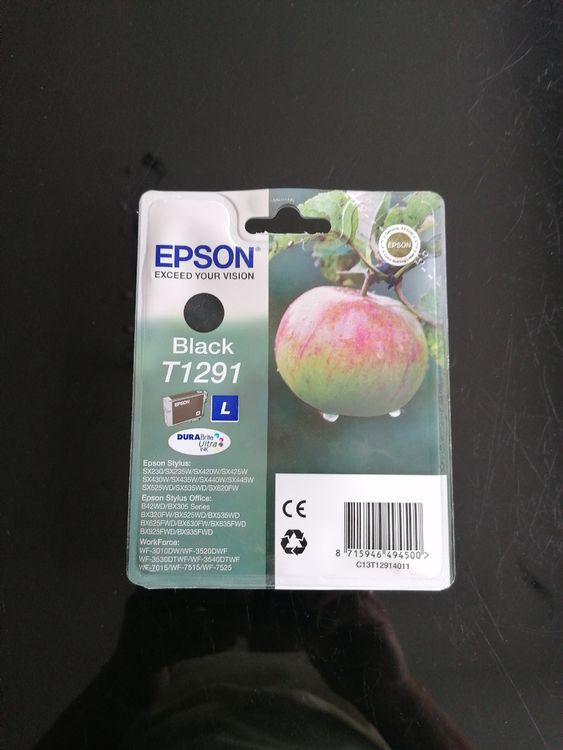 EPSON®
EXCEED YOUR VISION
EPSON
Black
T1291
EPSON
L
DURABrite
Ultra
INK
Epson Stylus:
SX230/SX235W/SX420W/SX425W
SX430W/SX435W/SX440W/SX445W
SX525WD/SX535WD/SX620FW
Epson Stylus Office:
B42WD/BX305 Series
BX320FW/BX525WD/BX535WD
BX625FWD/BX630FW/BX635FWD
BX925FWD/BX935FWD
WorkForce:
WF-3010DW/WF-3520DWF
WF-3530DTWF/WF-3540DTWF
WF-7015/WF-7515/WF-7525
CE
8 715946 494500 >
C13T12914011